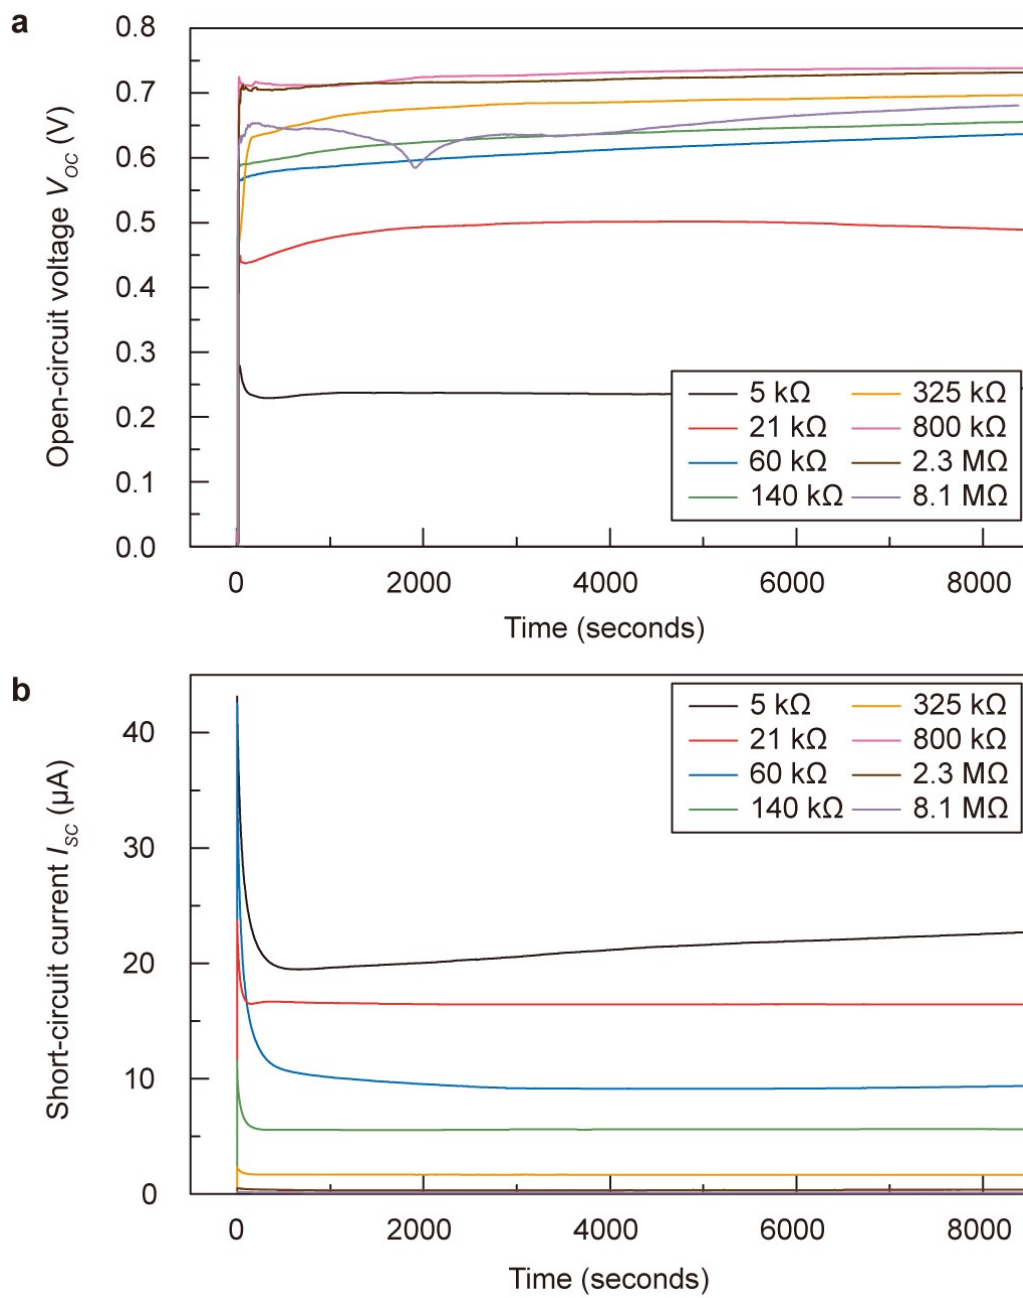 a
Open-circuit voltage VOC (V)
0.8
0.7
0.6
0.5
0.4
0.3
0.2
0.1
0.0
5 kΩ 325 kΩ
21 kΩ 800 kΩ
60 kΩ 2.3 MΩ
140 kΩ 8.1 MΩ
0 2000 4000 6000 8000
Time (seconds)
b
Short-circuit current ISC (μA)
40
30
20
10
0
5 kΩ 325 kΩ
21 kΩ 800 kΩ
60 kΩ 2.3 MΩ
140 kΩ 8.1 MΩ
0 2000 4000 6000 8000
Time (seconds)